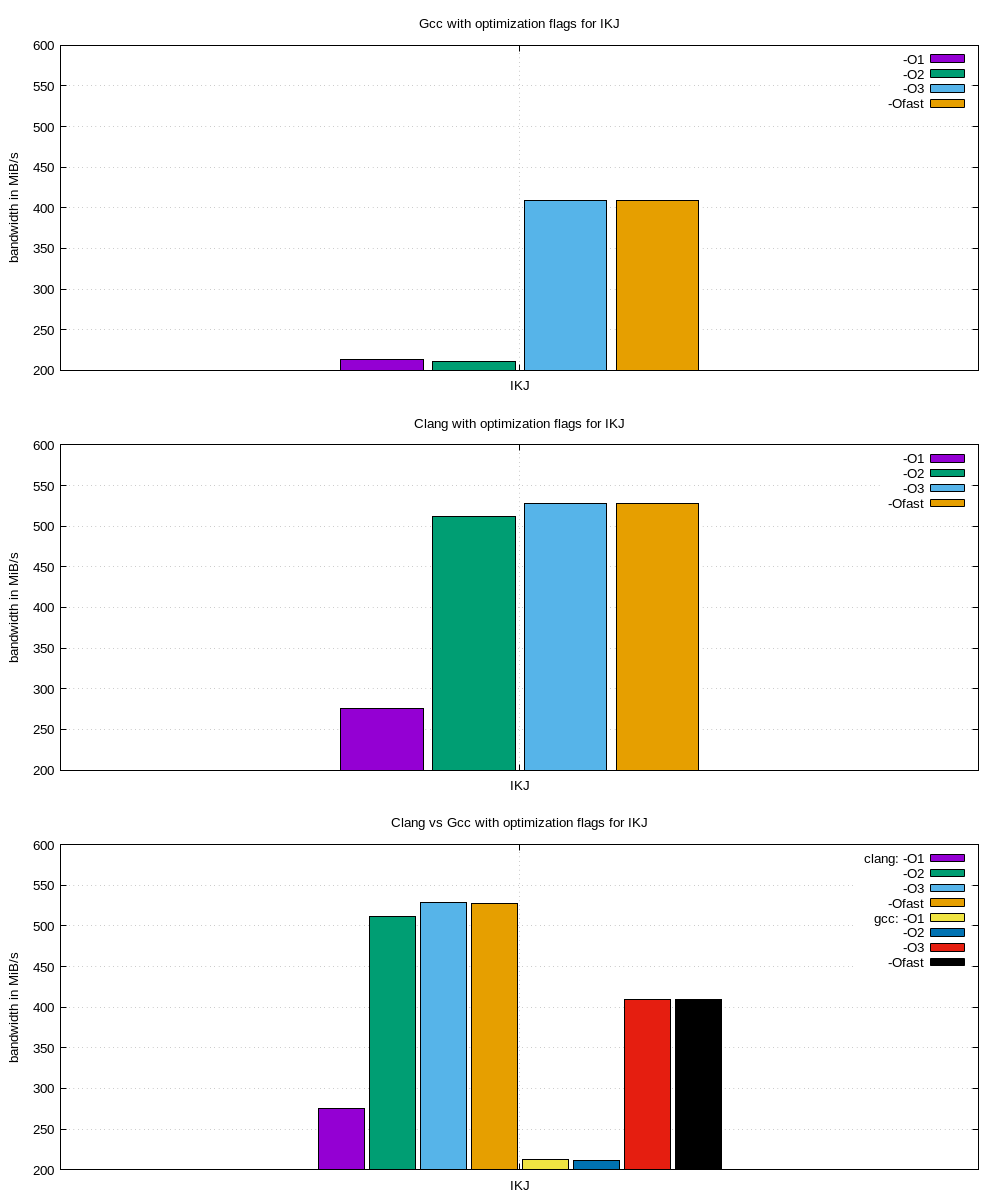 Gcc with optimization flags for IKJ
600
550
500
450
400
350
300
250
200
bandwidth in MiB/s
-O1
-O2
-O3
-Ofast
IKJ
Clang with optimization flags for IKJ
600
550
500
450
400
350
300
250
200
bandwidth in MiB/s
-O1
-O2
-O3
-Ofast
IKJ
Clang vs Gcc with optimization flags for IKJ
600
550
500
450
400
350
300
250
200
bandwidth in MiB/s
clang: -O1
-O2
-O3
-Ofast
gcc: -O1
-O2
-O3
-Ofast
IKJ